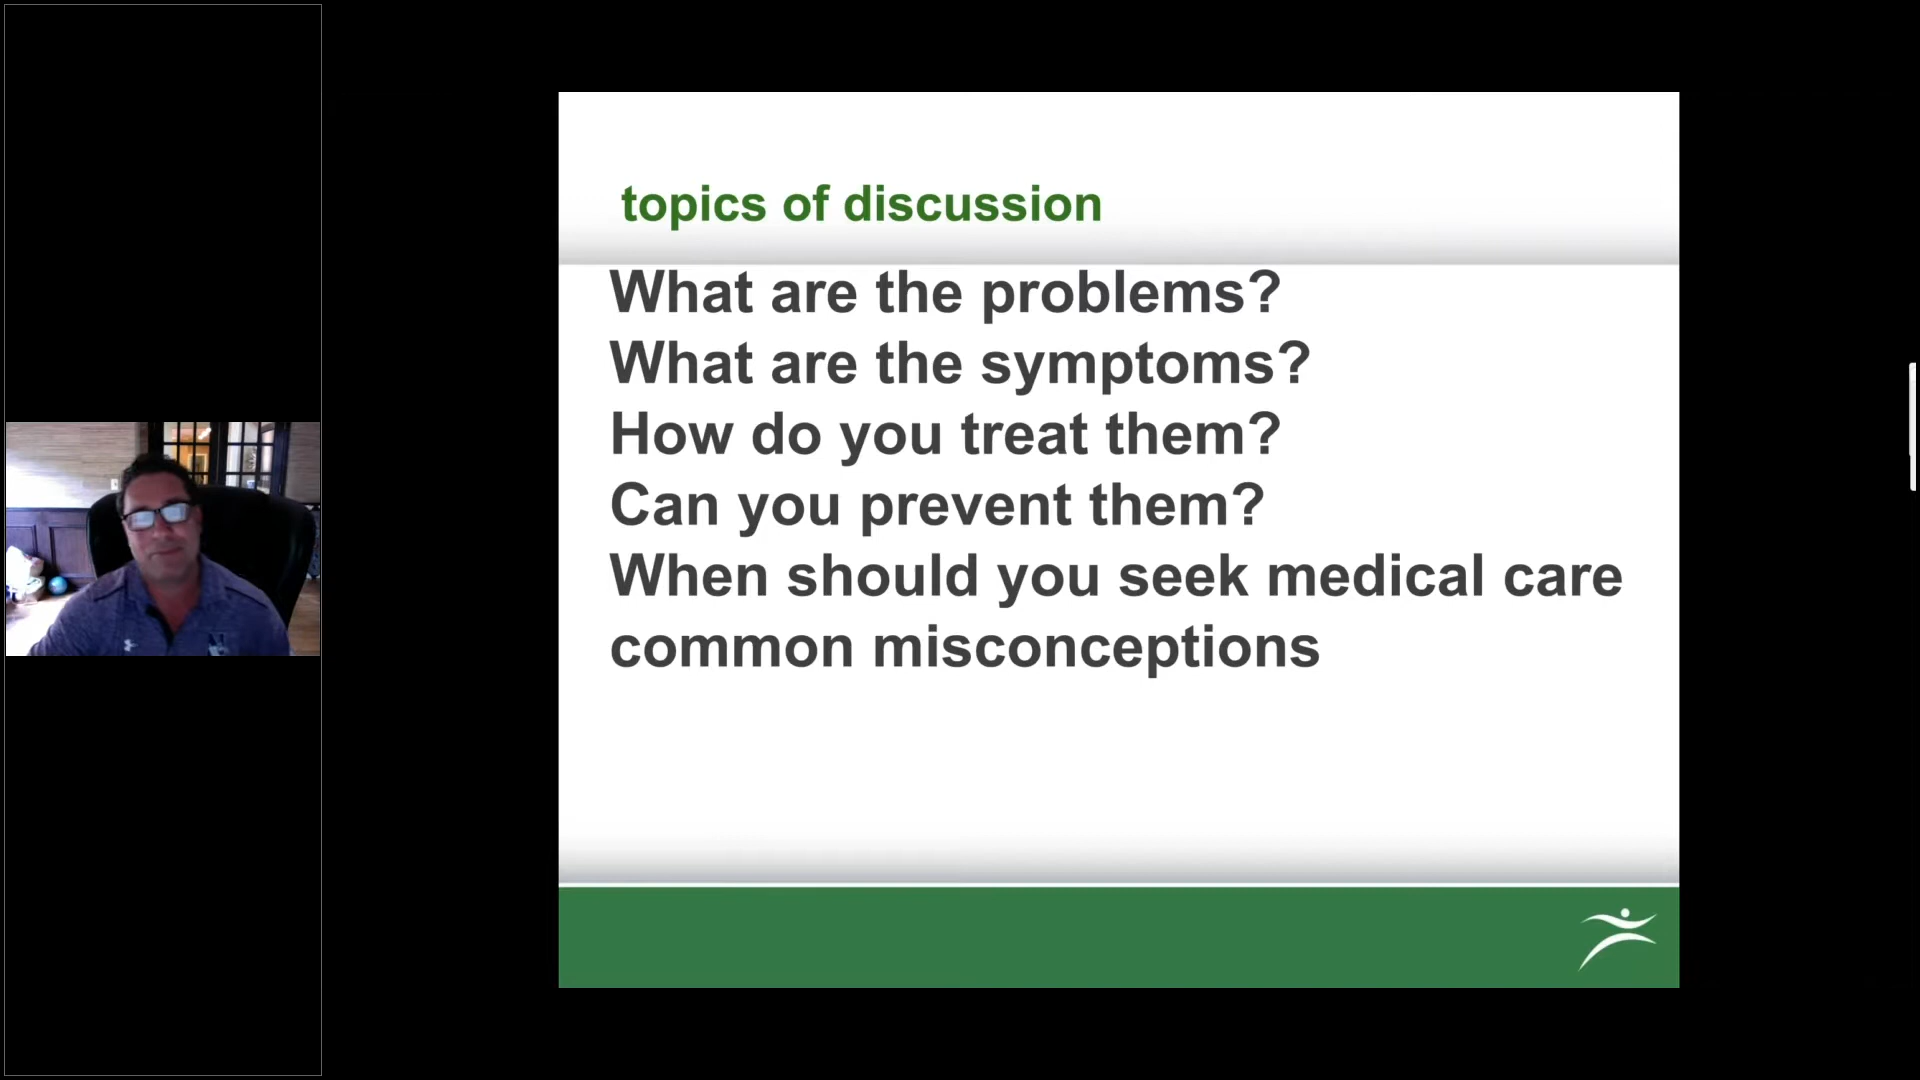 topics of discussion
What are the problems?
What are the symptoms?
How do you treat them?
Can you prevent them?
When should you seek medical care
common misconceptions